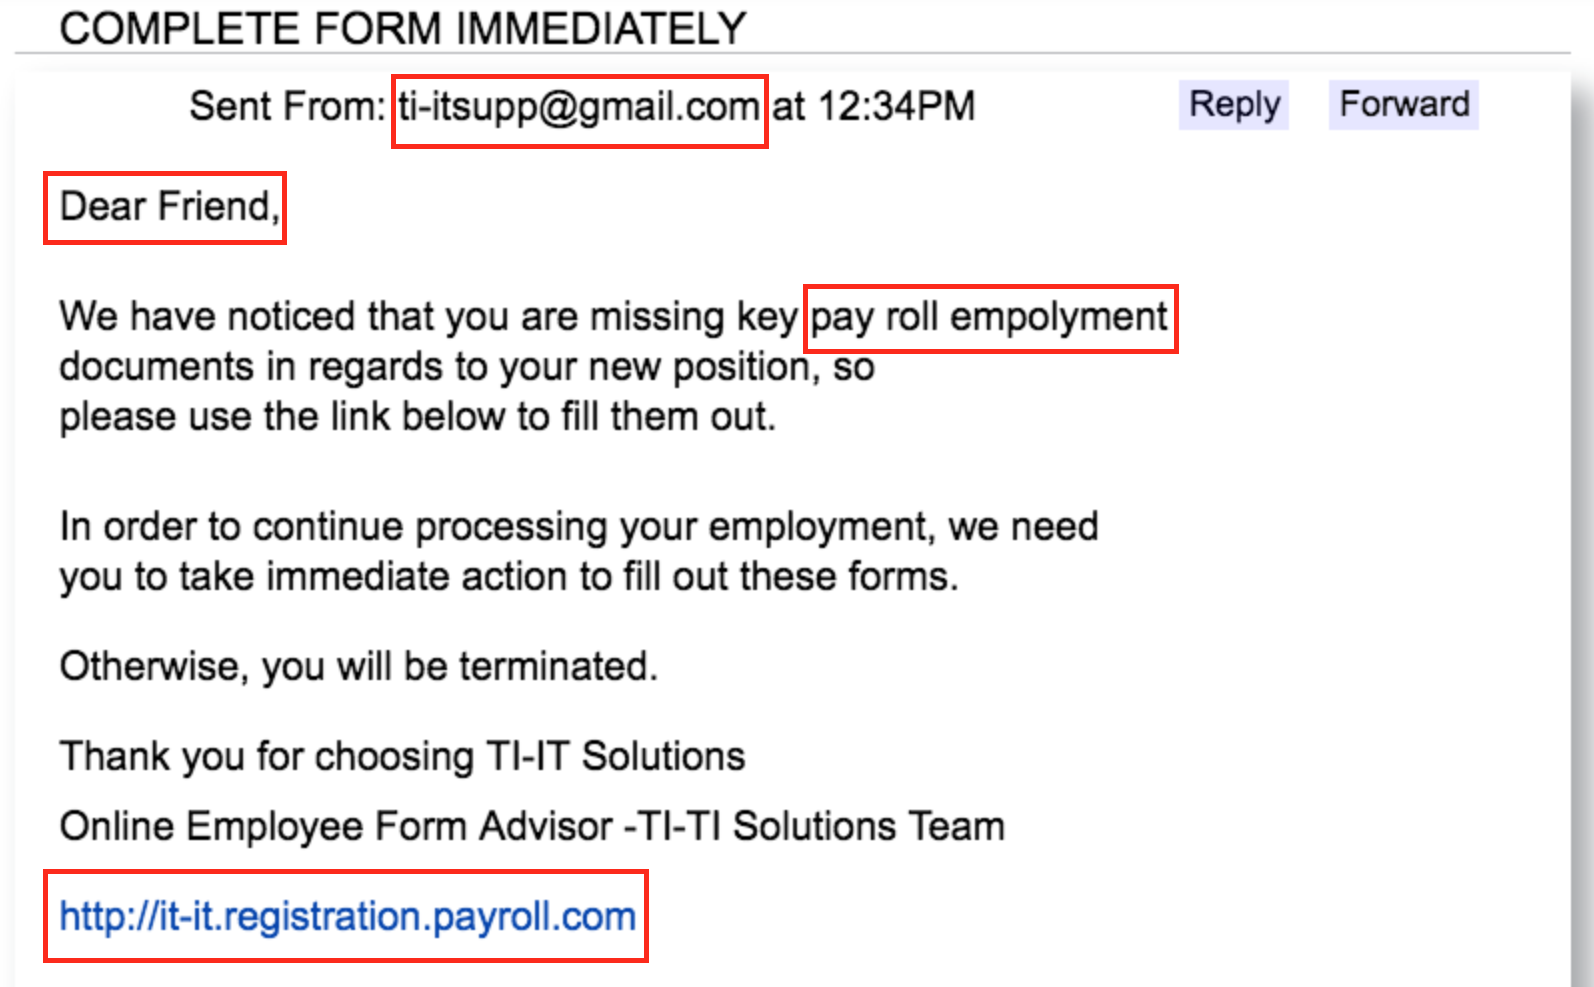 COMPLETE FORM IMMEDIATELY
Sent From: ti-itsupp@gmail.com at 12:34PM Reply Forward
Dear Friend,
We have noticed that you are missing key pay roll empolyment
documents in regards to your new position, so
please use the link below to fill them out.
In order to continue processing your employment, we need
you to take immediate action to fill out these forms.
Otherwise, you will be terminated.
Thank you for choosing TI-IT Solutions
Online Employee Form Advisor -TI-TI Solutions Team
http://it-it.registration.payroll.com